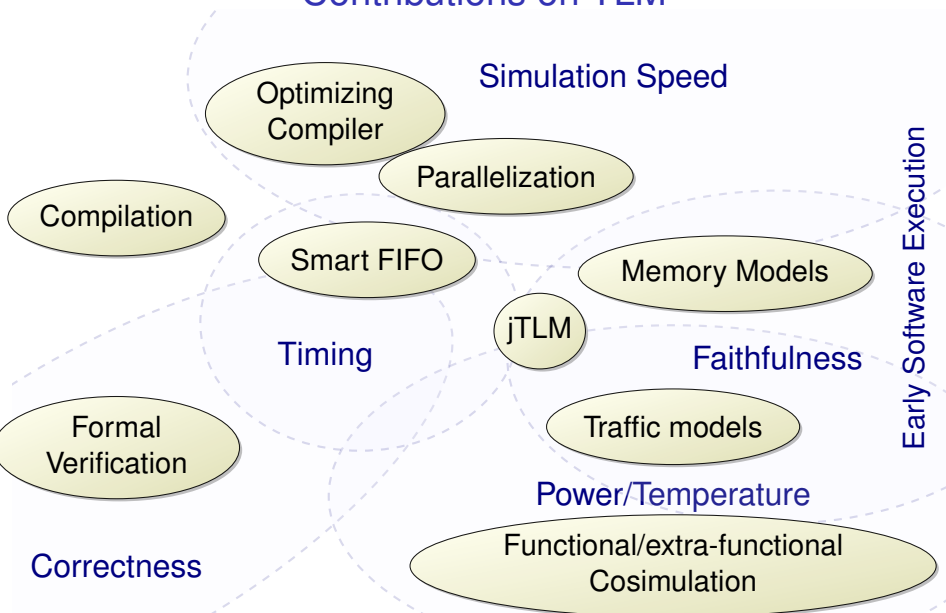 Contributions on TLM
Simulation Speed
Optimizing
Compiler
Parallelization
Compilation
Early Software Execution
Smart FIFO
Memory Models
jTLM
Timing
Faithfulness
Formal
Verification
Traffic models
Power/Temperature
Functional/extra-functional
Cosimulation
Correctness